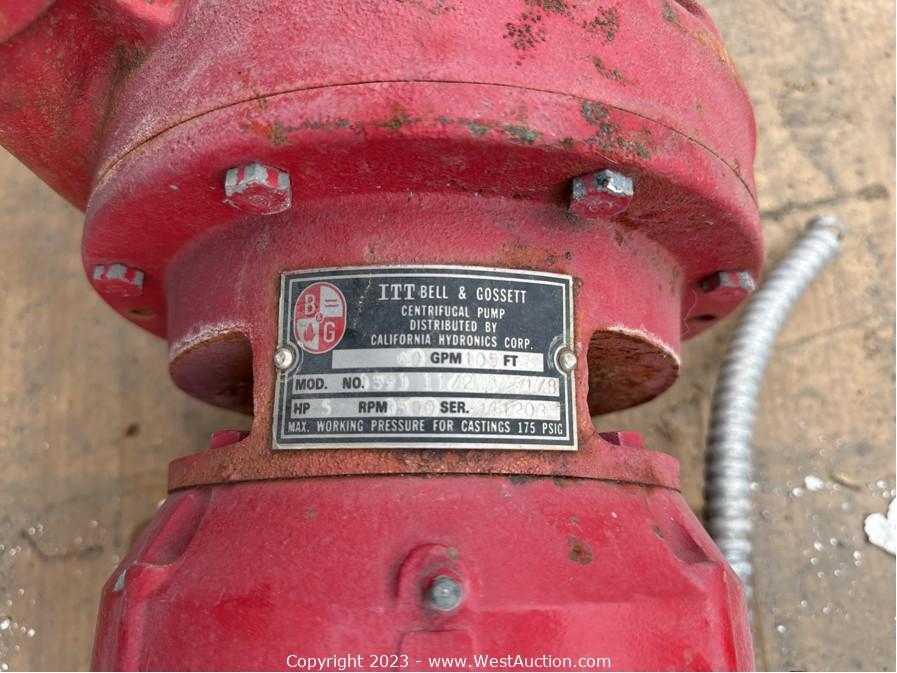 B & G
ITT BELL & GOSSETT
CENTRIFUGAL PUMP
DISTRIBUTED BY
CALIFORNIA HYDRONICS CORP.
GPM 105 FT
MOD. NO.
HP 5 RPM SER.
MAX. WORKING PRESSURE FOR CASTINGS 175 PSIG
Copyright 2023 - www.WestAuction.com